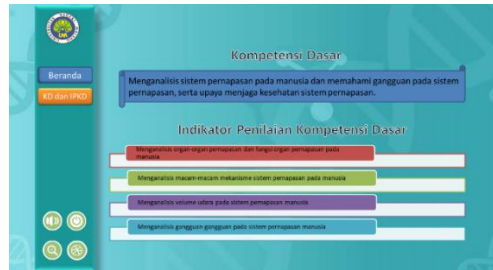 Kompetensi Dasar
Beranda
KD dan IPKD
Menganalisis sistem pernapasan pada manusia dan memahami gangguan pada sistem
pernapasan, serta upaya menjaga kesehatan sistem pernapasan.
Indikator Penilaian Kompetensi Dasar
Menganalisis organ-organ pernapasan dan fungsi organ pernapasan pada
manusia
Menganalisis macam-macam mekanisme sistem pernapasan pada manusia
Menganalisis volume udara pada sistem pernapasan manusia
Menganalisis gangguan-gangguan pada sistem pernapasan manusia